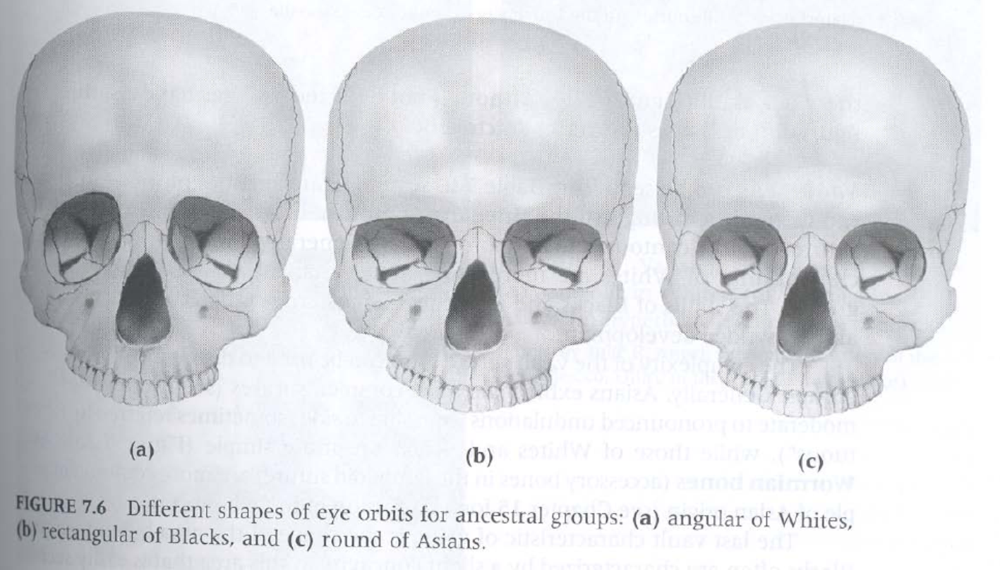 (a)
(b)
(c)
FIGURE 7.6 Different shapes of eye orbits for ancestral groups: (a) angular of Whites,
(b) rectangular of Blacks, and (c) round of Asians.